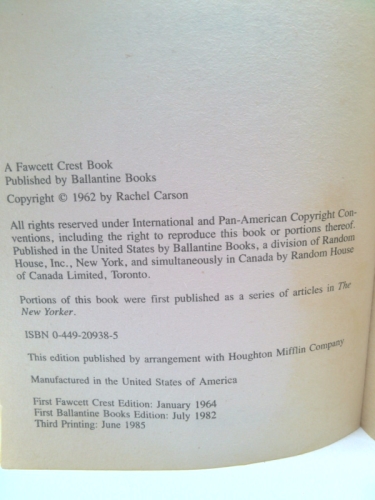 A Fawcett Crest Book
Published by Ballantine Books
Copyright © 1962 by Rachel Carson
All rights reserved under International and Pan-American Copyright Con-
ventions, including the right to reproduce this book or portions thereof.
Published in the United States by Ballantine Books, a division of Random
House, Inc., New York, and simultaneously in Canada by Random House
of Canada Limited, Toronto.
Portions of this book were first published as a series of articles in The
New Yorker.
ISBN 0-449-20938-5
This edition published by arrangement with Houghton Mifflin Company
Manufactured in the United States of America
First Fawcett Crest Edition: January 1964
First Ballantine Books Edition: July 1982
Third Printing: June 1985